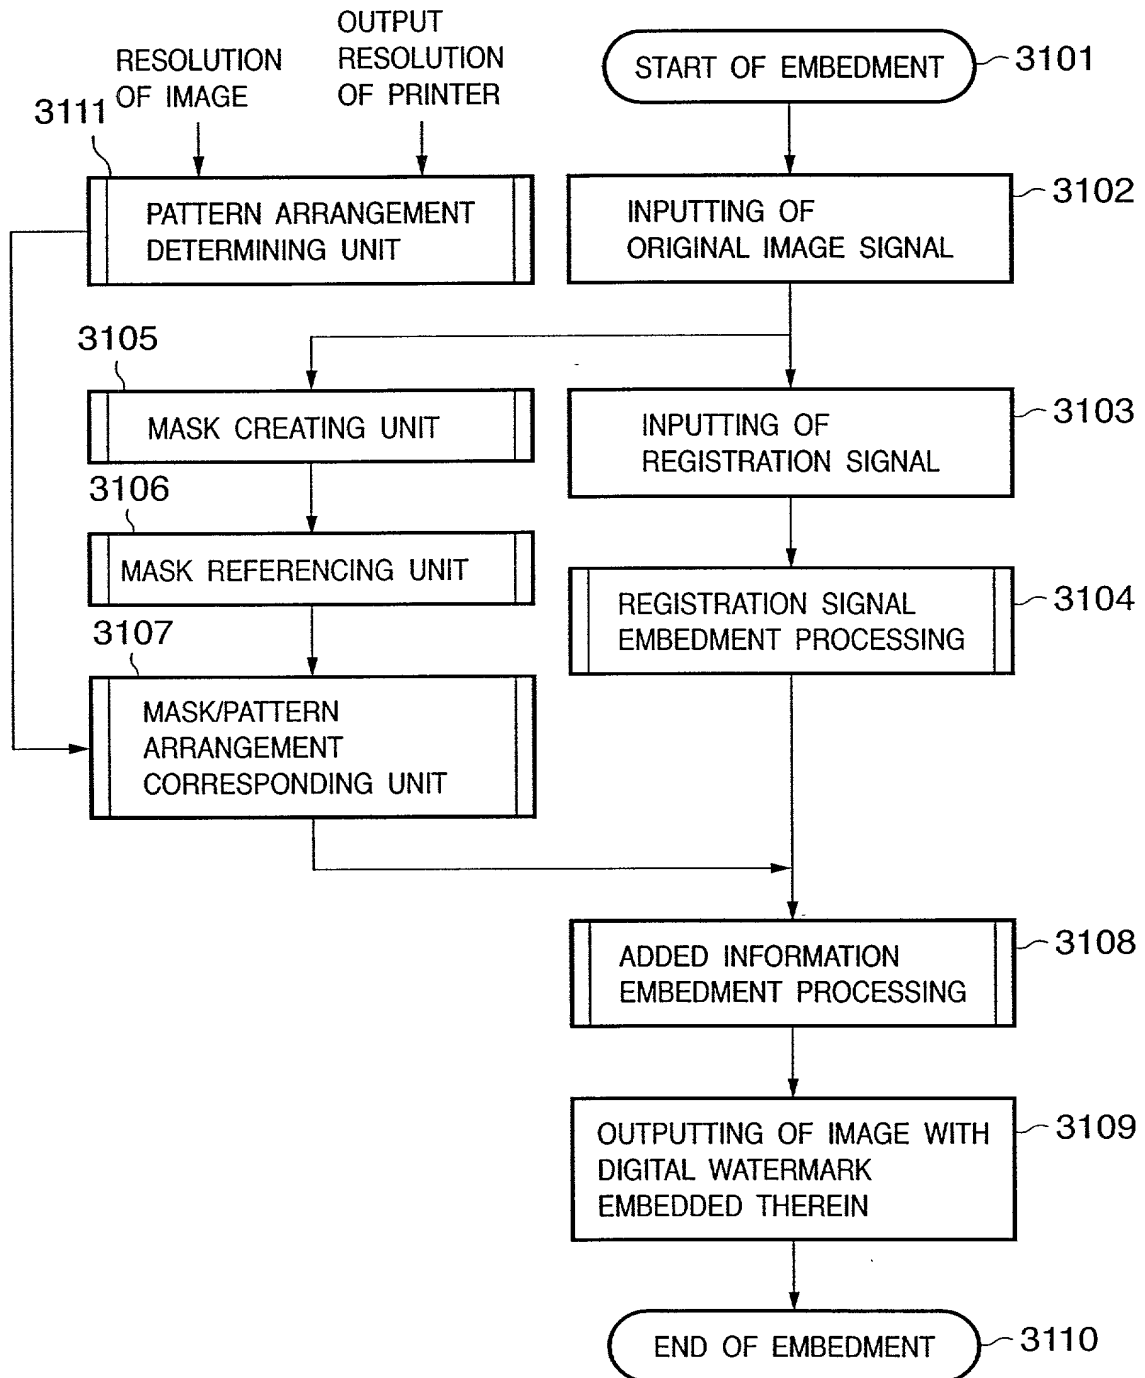 OUTPUT
RESOLUTION
OF PRINTER
RESOLUTION
OF IMAGE
START OF EMBEDMENT
3101
3111
PATTERN ARRANGEMENT
DETERMINING UNIT
INPUTTING OF
ORIGINAL IMAGE SIGNAL
3102
3105
MASK CREATING UNIT
INPUTTING OF
REGISTRATION SIGNAL
3103
3106
MASK REFERENCING UNIT
REGISTRATION SIGNAL
EMBEDMENT PROCESSING
3104
3107
MASK/PATTERN
ARRANGEMENT
CORRESPONDING UNIT
ADDED INFORMATION
EMBEDMENT PROCESSING
3108
OUTPUTTING OF IMAGE WITH
DIGITAL WATERMARK
EMBEDDED THEREIN
3109
END OF EMBEDMENT
3110